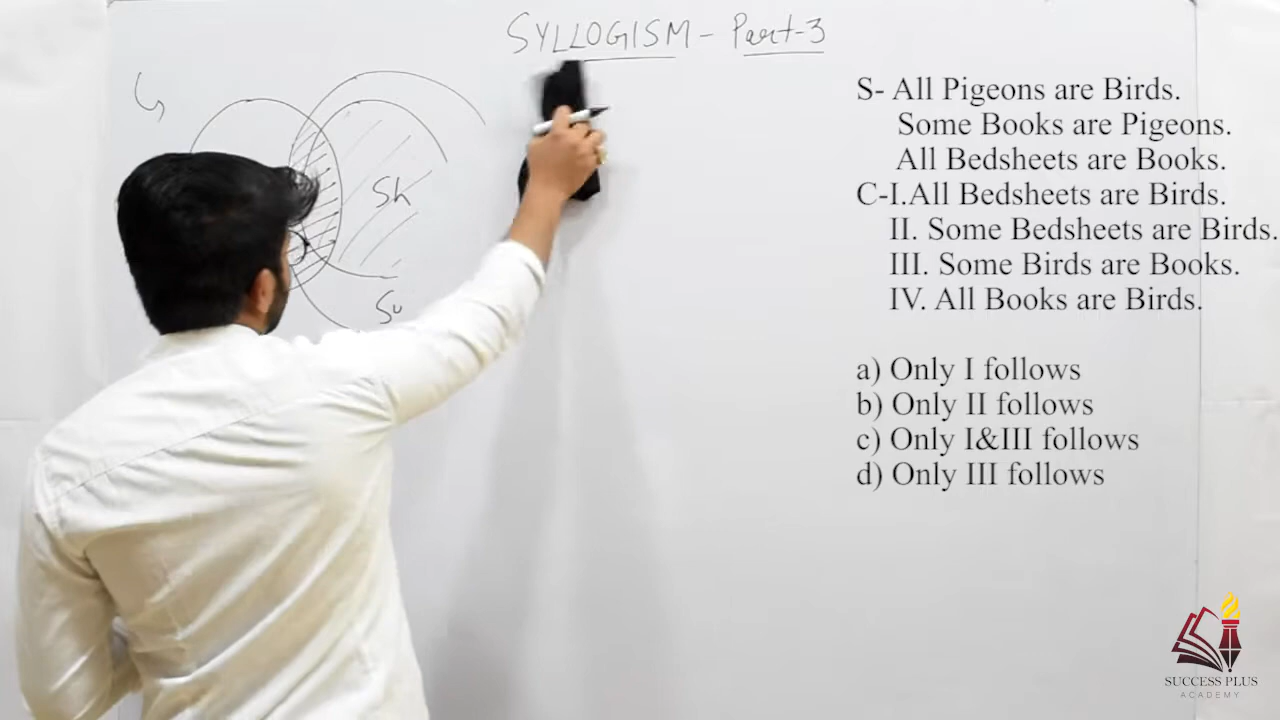 SYLLOGISM - Part-3
Sh
Su
S- All Pigeons are Birds.
Some Books are Pigeons.
All Bedsheets are Books.
C-I.All Bedsheets are Birds.
II. Some Bedsheets are Birds.
III. Some Birds are Books.
IV. All Books are Birds.
a) Only I follows
b) Only II follows
c) Only I&III follows
d) Only III follows
SUCCESS PLUS
ACADEMY